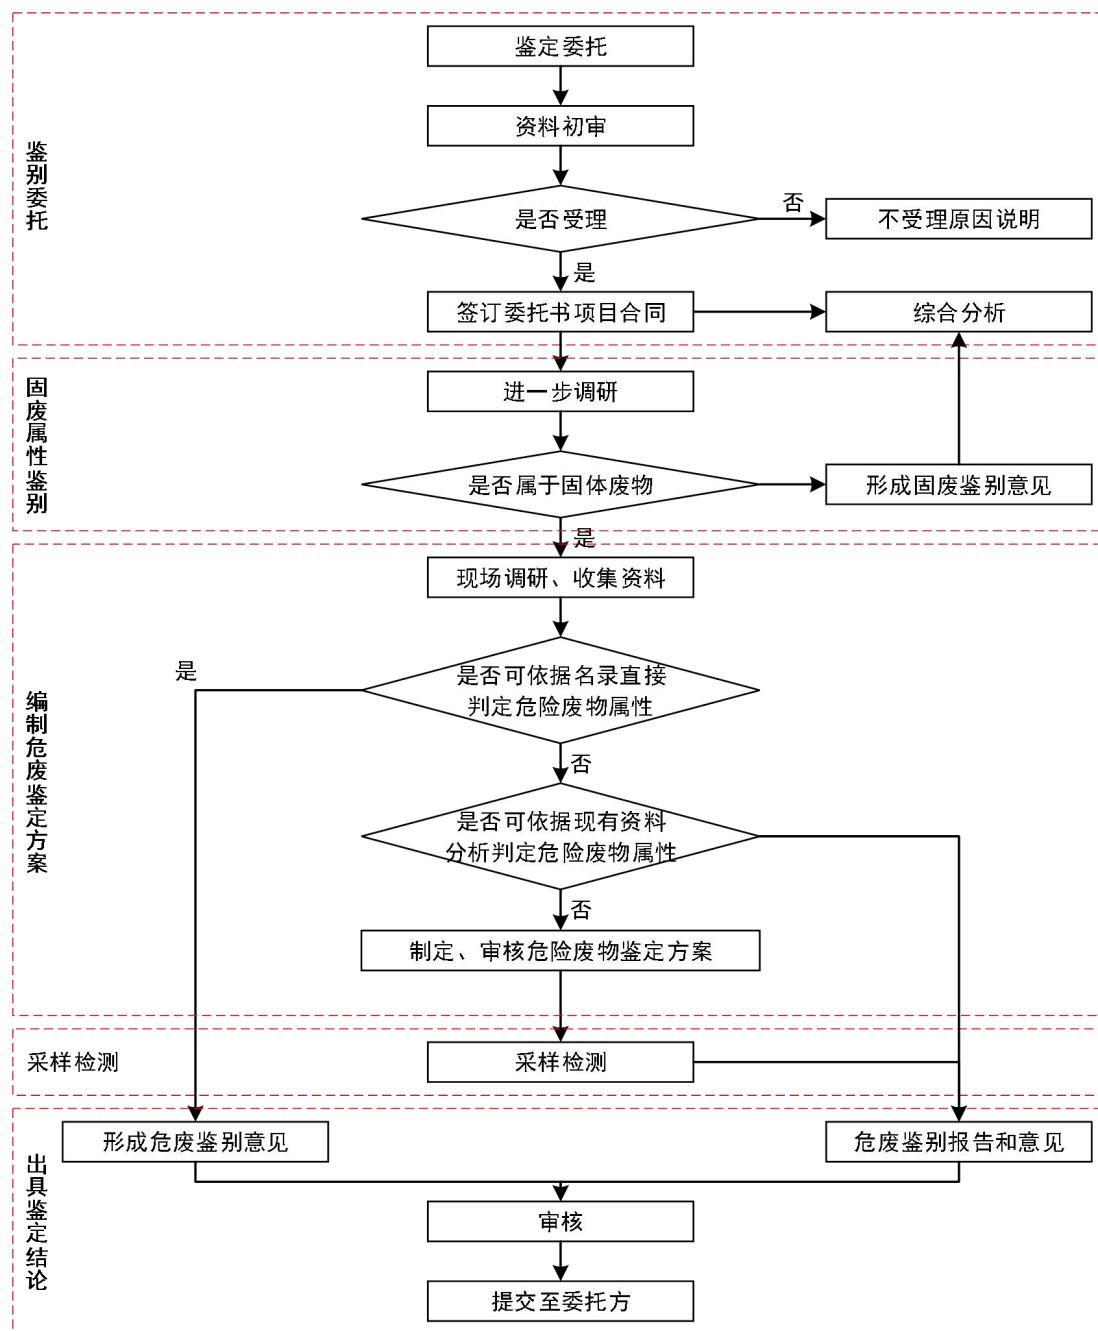 鉴别委托
鉴定委托
资料初审
是否受理
否
不受理原因说明
是
签订委托书项目合同
综合分析
固废属性鉴别
进一步调研
是否属于固体废物
形成固废鉴别意见
是
编制危废鉴定方案
现场调研、收集资料
是
是否可依据名录直接
判定危险废物属性
否
是否可依据现有资料
分析判定危险废物属性
否
制定、审核危险废物鉴定方案
采样检测
采样检测
出具鉴定结论
形成危废鉴别意见
危废鉴别报告和意见
审核
提交至委托方